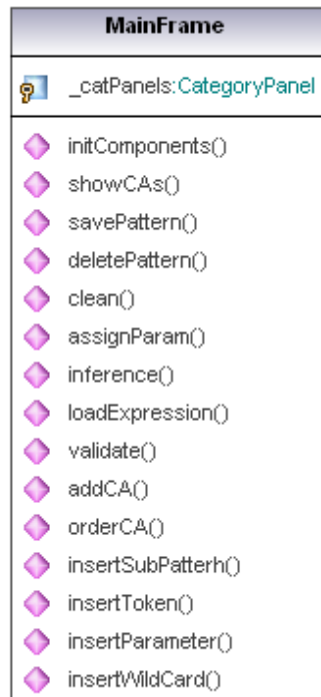 MainFrame
_catPanels:CategoryPanel
initComponents()
showCAs()
savePattern()
deletePattern()
clean()
assignParam()
inference()
loadExpression()
validate()
addCA()
orderCA()
insertSubPatterh()
insertToken()
insertParameter()
insertWildCard()